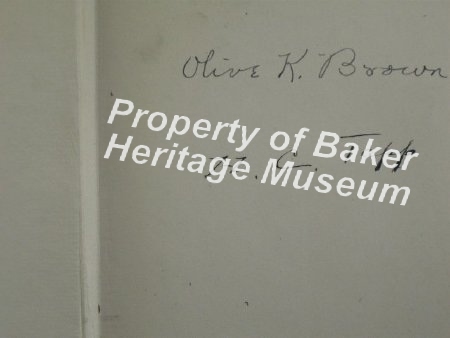 Olive K. Brown
Property of Baker
Heritage Museum